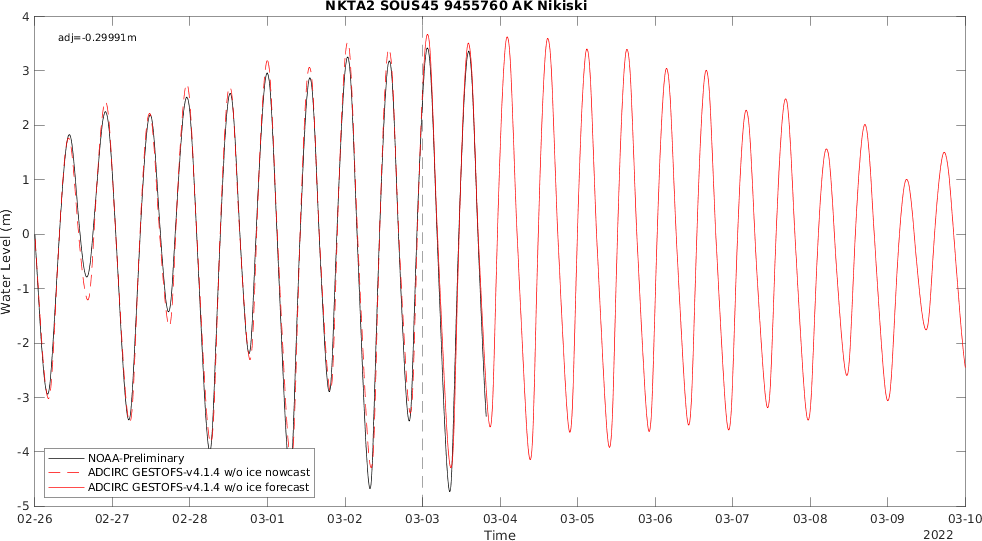 NKTA2 SOUS45 9455760 AK Nikiski
adj=-0.29991m
Water Level (m)
4
3
2
1
0
-1
-2
-3
-4
-5
NOAA-Preliminary
ADCIRC GESTOFS-v4.1.4 w/o ice nowcast
ADCIRC GESTOFS-v4.1.4 w/o ice forecast
02-26 02-27 02-28 03-01 03-02 03-03 03-04 03-05 03-06 03-07 03-08 03-09 03-10
Time
2022